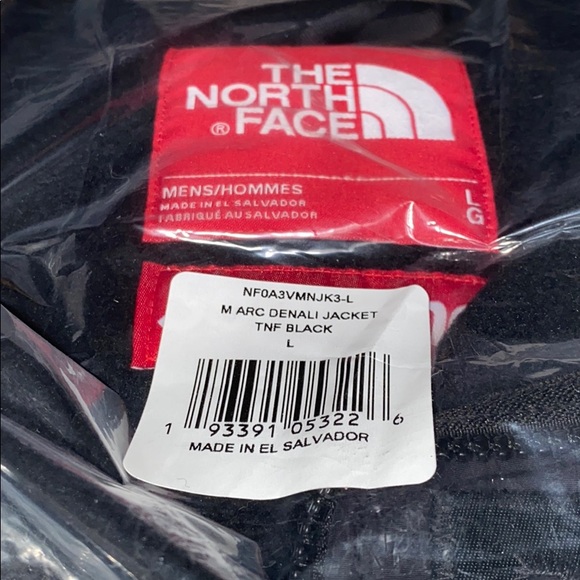 THE
NORTH
® FACE
MENS/HOMMES
MADE IN EL SALVADOR
FABRIQUÉ AU SALVADOR
L
G
NF0A3VMNJK3-L
M ARC DENALI JACKET
TNF BLACK
L
1 93391 05322 6
MADE IN EL SALVADOR